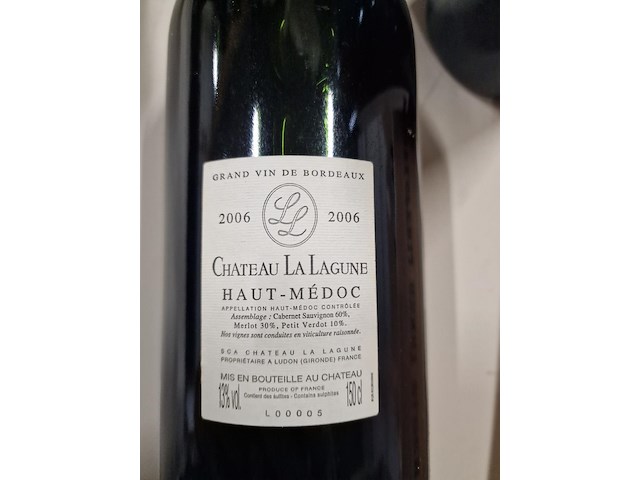 GRAND VIN DE BORDEAUX
2006 LL 2006
CHATEAU LA LAGUNE
HAUT-MÉDOC
APPELLATION HAUT-MÉDOC CONTRÔLÉE
Assemblage : Cabernet Sauvignon 60%,
Merlot 30%, Petit Verdot 10%.
Nos vignes sont conduites en viticulture raisonnée.
SCA CHATEAU LA LAGUNE
PROPRIÉTAIRE A LUDON (GIRONDE) FRANCE
MIS EN BOUTEILLE AU CHATEAU
PRODUCE OF FRANCE
13% vol. Contient des sulfites - Contains sulphites 150 cl
L00005